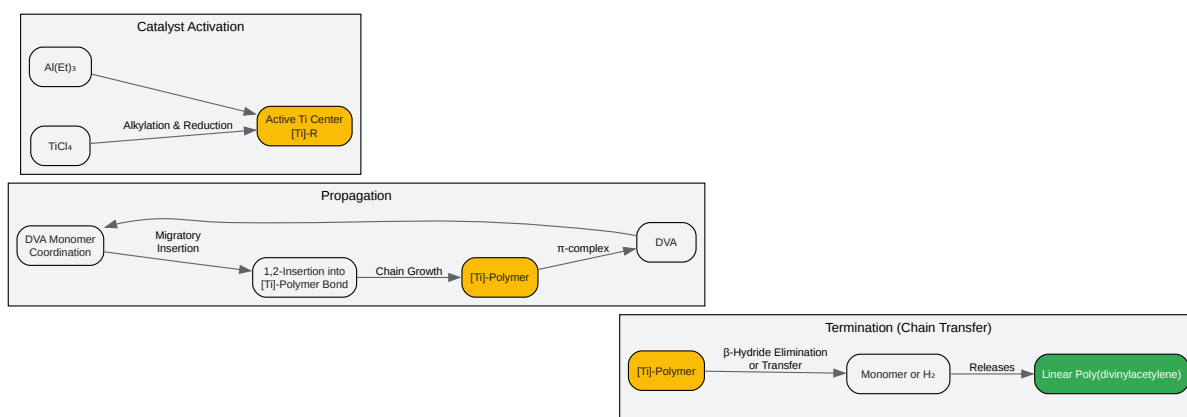 Catalyst Activation
Al(Et)₃
TiCl₄
Alkylation & Reduction
Active Ti Center
[Ti]-R
Propagation
DVA Monomer
Coordination
Migratory
Insertion
1,2-Insertion into
[Ti]-Polymer Bond
Chain Growth
[Ti]-Polymer
π-complex
DVA
Termination (Chain Transfer)
[Ti]-Polymer
β-Hydride Elimination
or Transfer
Monomer or H₂
Releases
Linear Poly(divinylacetylene)